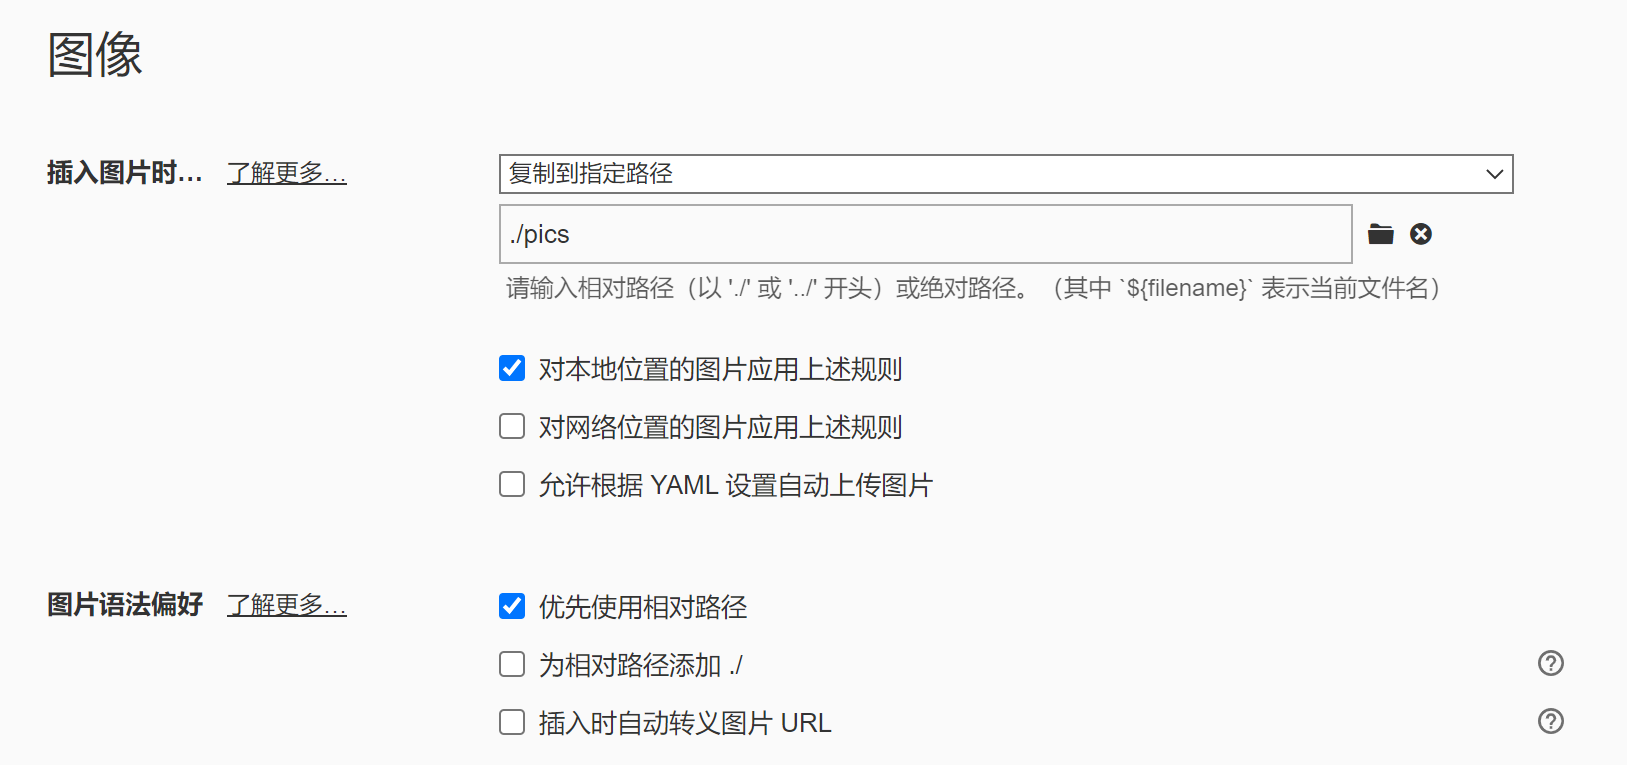 图像
插入图片时... 了解更多...
复制到指定路径
./pics
请输入相对路径（以 './' 或 '../' 开头）或绝对路径。（其中 `${filename}` 表示当前文件名）
对本地位置的图片应用上述规则
对网络位置的图片应用上述规则
允许根据 YAML 设置自动上传图片
图片语法偏好 了解更多...
优先使用相对路径
为相对路径添加 ./
插入时自动转义图片 URL